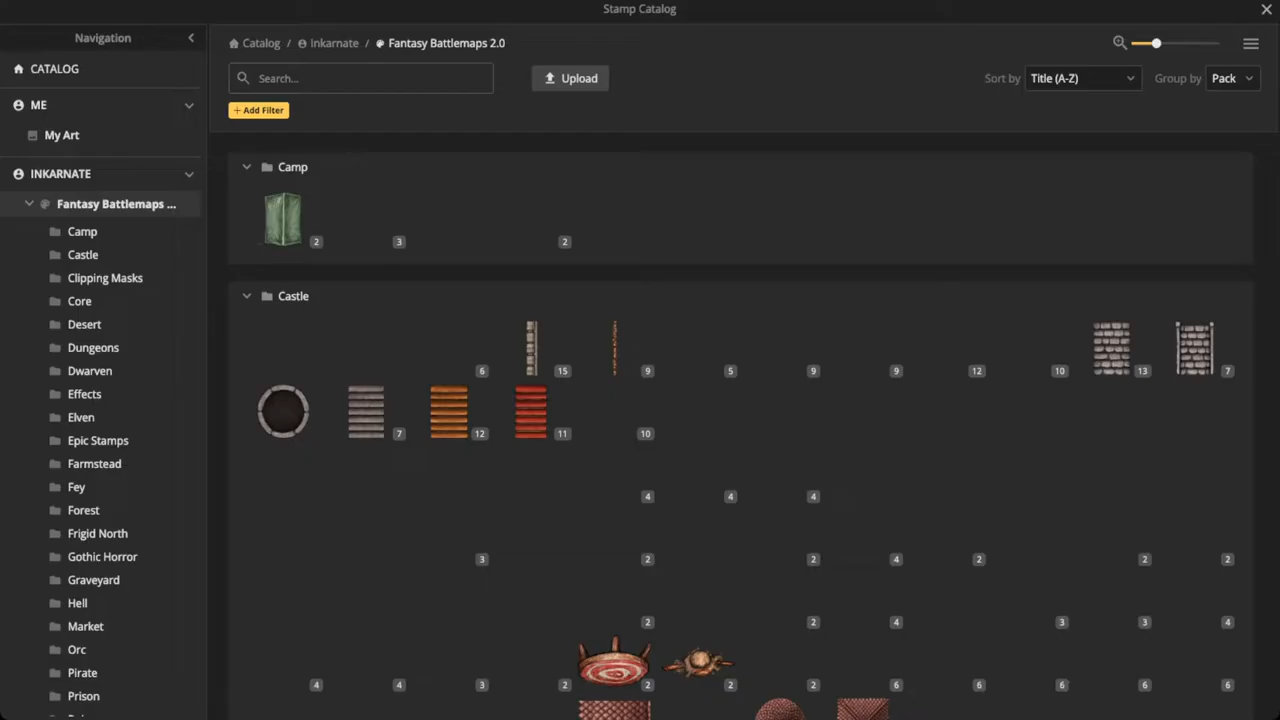 Stamp Catalog
Navigation
CATALOG
ME
My Art
INKARNATE
Fantasy Battlemaps ...
Camp
Castle
Clipping Masks
Core
Desert
Dungeons
Dwarven
Effects
Elven
Epic Stamps
Farmstead
Fey
Forest
Frigid North
Gothic Horror
Graveyard
Hell
Market
Orc
Pirate
Prison
Catalog / Inkarnate / Fantasy Battlemaps 2.0
Search...
Upload
Sort by Title (A-Z) Group by Pack
+ Add Filter
Camp
2 3 2
Castle
6 15 9 5 9 9 12 10 13 7
7 12 11 10
4 4 4
3 2 2 4 2 2 2
2 2 4 3 3 4
4 4 3 2 2 2 2 6 6 6 6 6